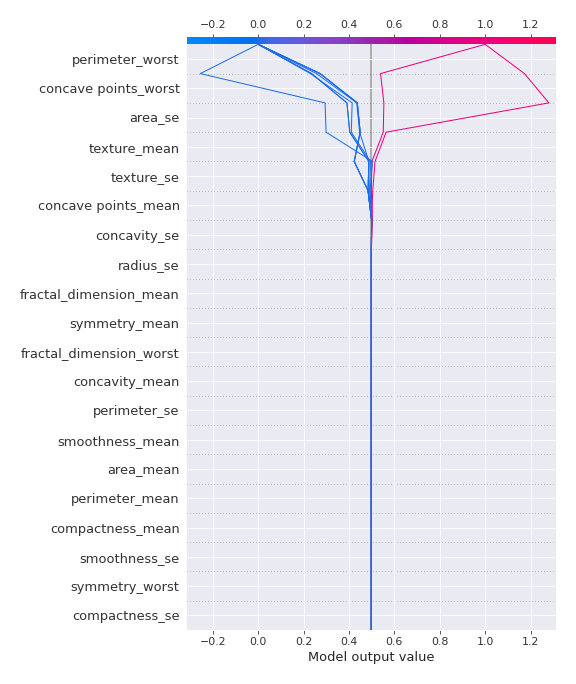 −0.2 0.0 0.2 0.4 0.6 0.8 1.0 1.2
perimeter_worst
concave points_worst
area_se
texture_mean
texture_se
concave points_mean
concavity_se
radius_se
fractal_dimension_mean
symmetry_mean
fractal_dimension_worst
concavity_mean
perimeter_se
smoothness_mean
area_mean
perimeter_mean
compactness_mean
smoothness_se
symmetry_worst
compactness_se
−0.2 0.0 0.2 0.4 0.6 0.8 1.0 1.2
Model output value